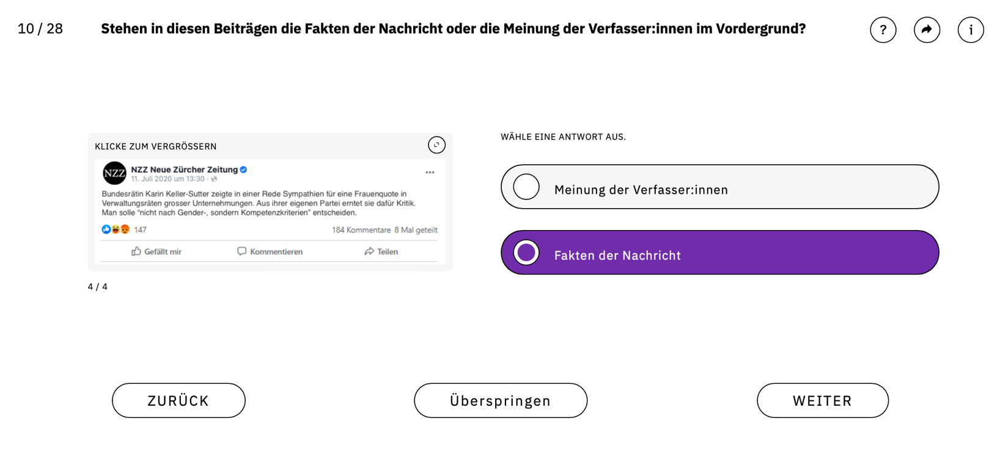 10 / 28
Stehen in diesen Beiträgen die Fakten der Nachricht oder die Meinung der Verfasser:innen im Vordergrund?
?
i
KLICKE ZUM VERGRÖSSERN
NZZ
NZZ Neue Zürcher Zeitung
11. Juli 2020 um 13:30 ·
Bundesrätin Karin Keller-Sutter zeigte in einer Rede Sympathien für eine Frauenquote in
Verwaltungsräten grosser Unternehmungen. Aus ihrer eigenen Partei erntet sie dafür Kritik.
Man solle “nicht nach Gender-, sondern Kompetenzkriterien” entscheiden.
147
184 Kommentare 8 Mal geteilt
Gefällt mir
Kommentieren
Teilen
4 / 4
WÄHLE EINE ANTWORT AUS.
Meinung der Verfasser:innen
Fakten der Nachricht
ZURÜCK
Überspringen
WEITER